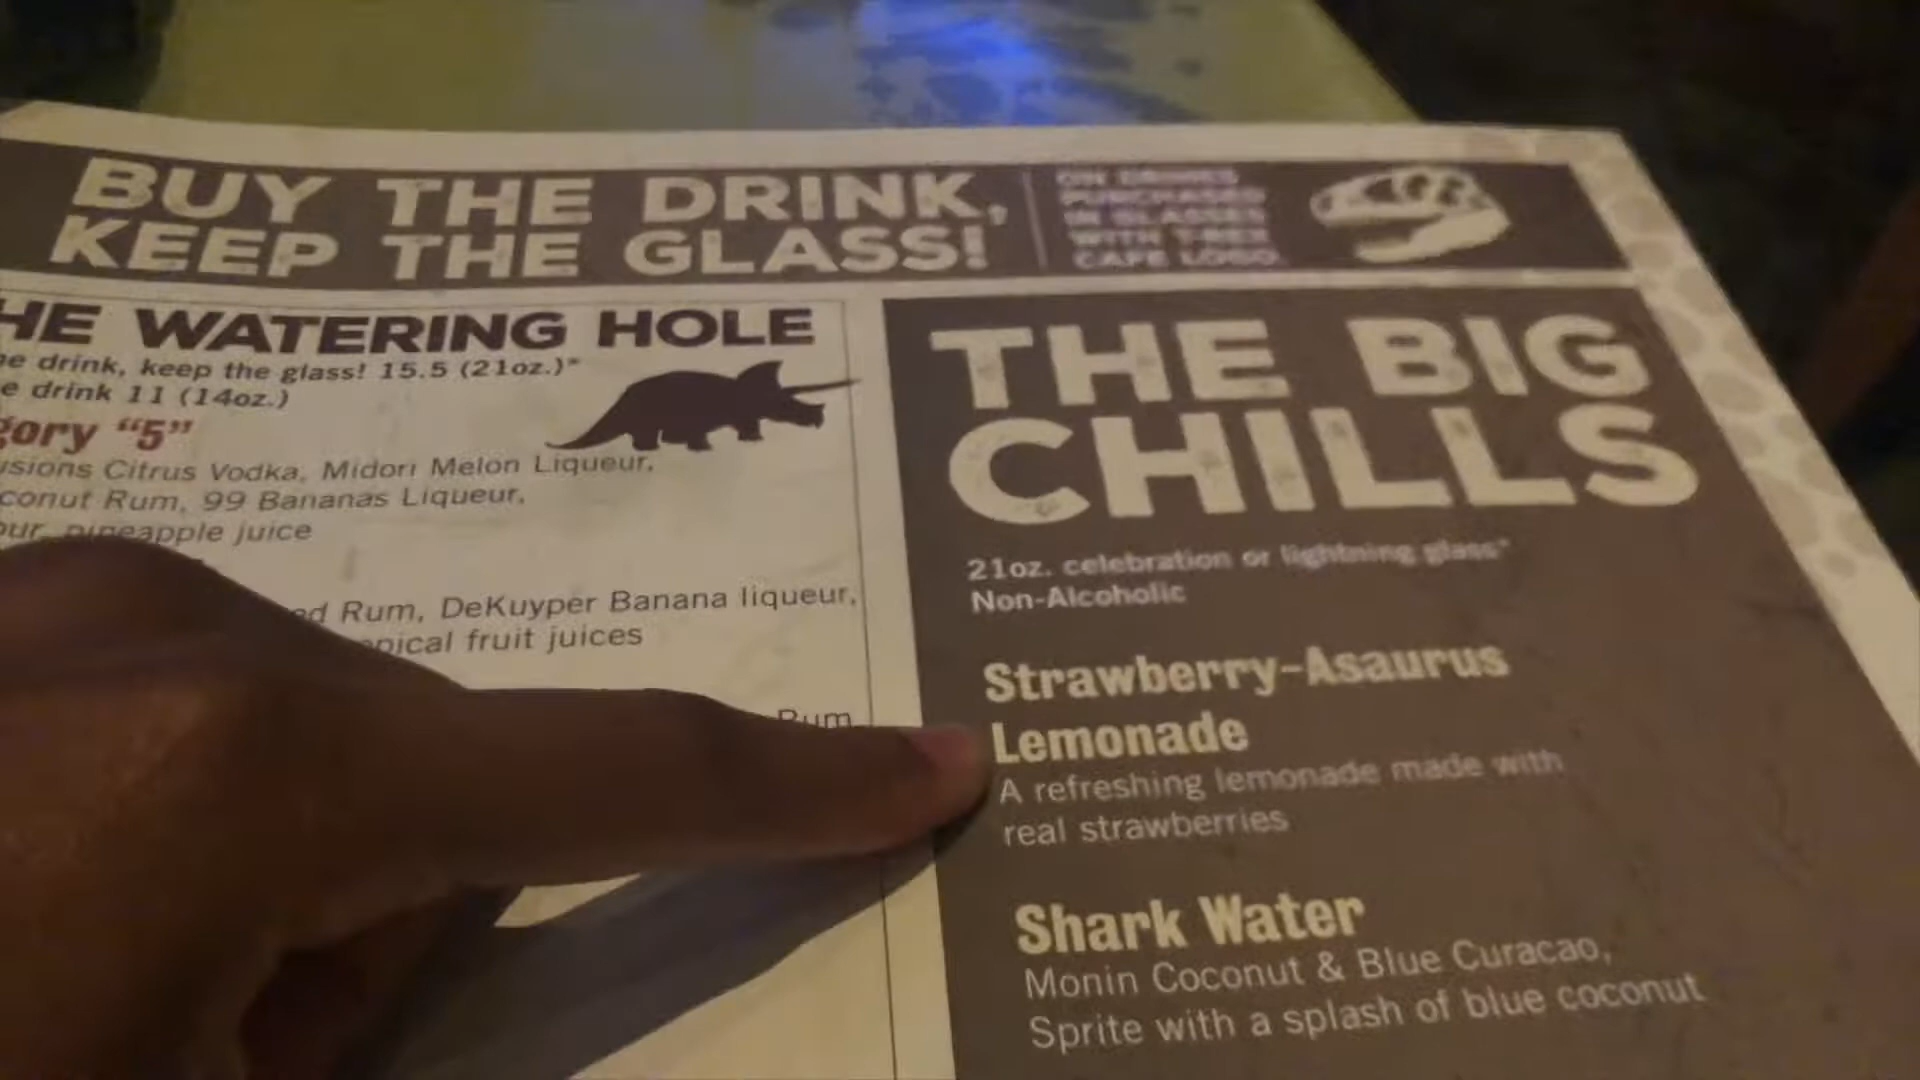 BUY THE DRINK,
KEEP THE GLASS!
ON DRINKS
PURCHASED
IN GLASSES
WITH T-REX
CAFE LOGO.
HE WATERING HOLE
e drink, keep the glass! 15.5 (21oz.)*
e drink 11 (14oz.)
gory “5”
usions Citrus Vodka, Midori Melon Liqueur,
conut Rum, 99 Bananas Liqueur,
our, pineapple juice
ed Rum, DeKuyper Banana liqueur,
opical fruit juices
Rum
THE BIG
CHILLS
21oz. celebration or lightning glass*
Non-Alcoholic
Strawberry-Asaurus
Lemonade
A refreshing lemonade made with
real strawberries
Shark Water
Monin Coconut & Blue Curacao,
Sprite with a splash of blue coconut